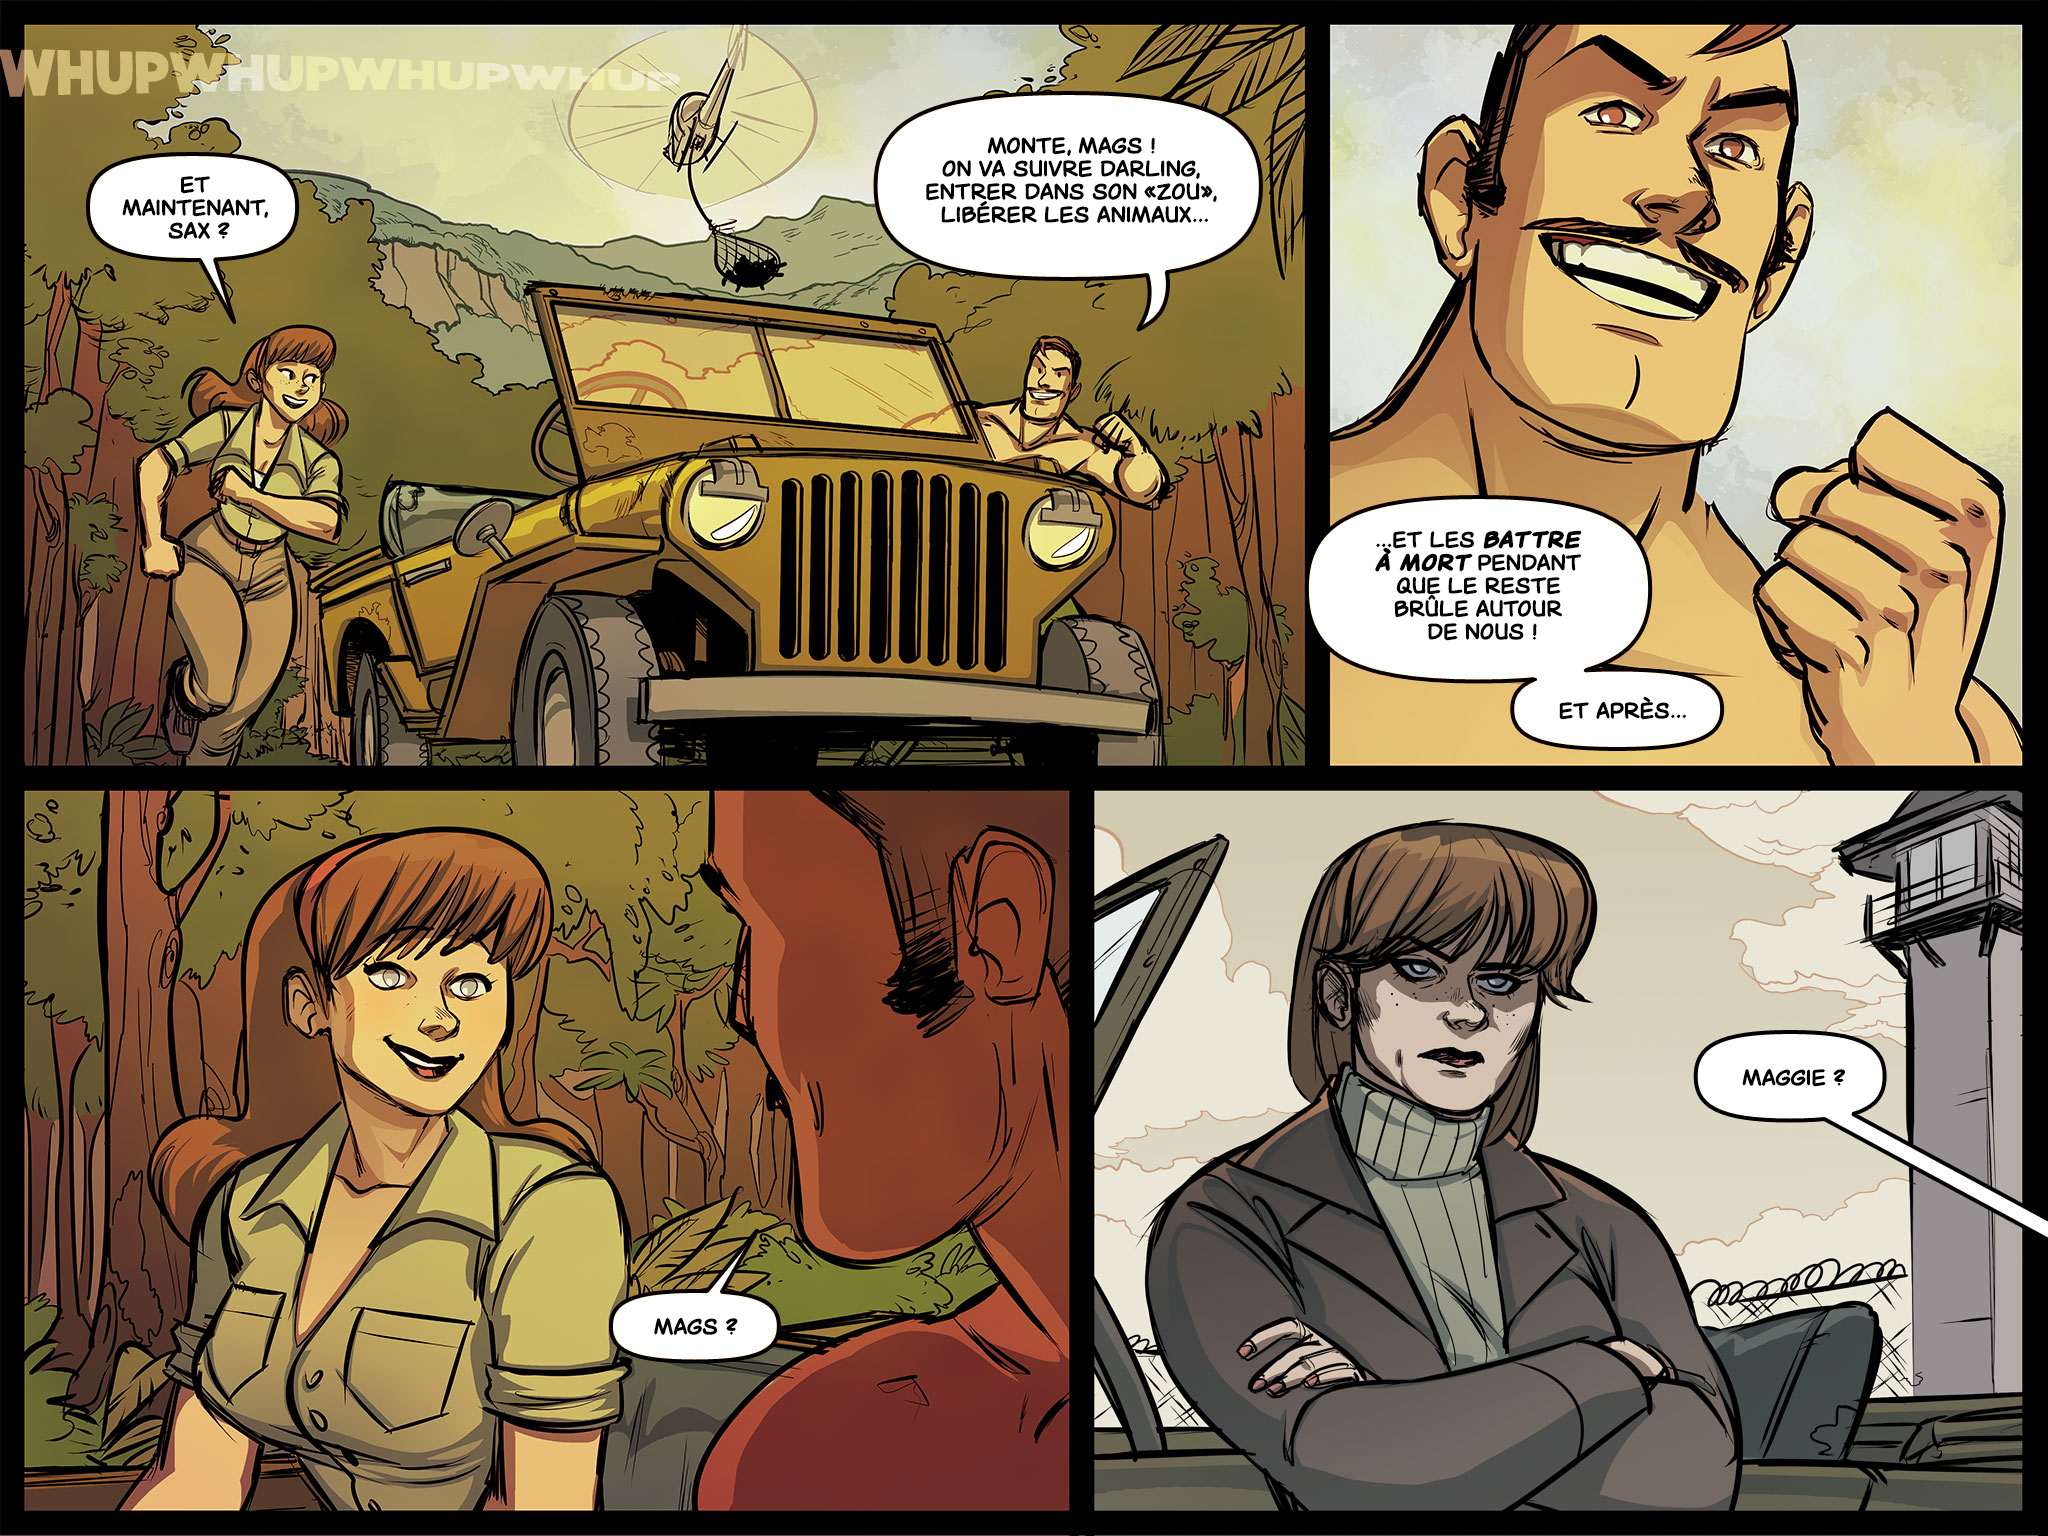 WHUPWHUPWHUPWHUP
ET
MAINTENANT,
SAX ?
MONTE, MAGS !
ON VA SUIVRE DARLING,
ENTRER DANS SON «ZOU»,
LIBÉRER LES ANIMAUX...
...ET LES BATTRE
À MORT PENDANT
QUE LE RESTE
BRÛLE AUTOUR
DE NOUS !
ET APRÈS...
MAGS ?
MAGGIE ?